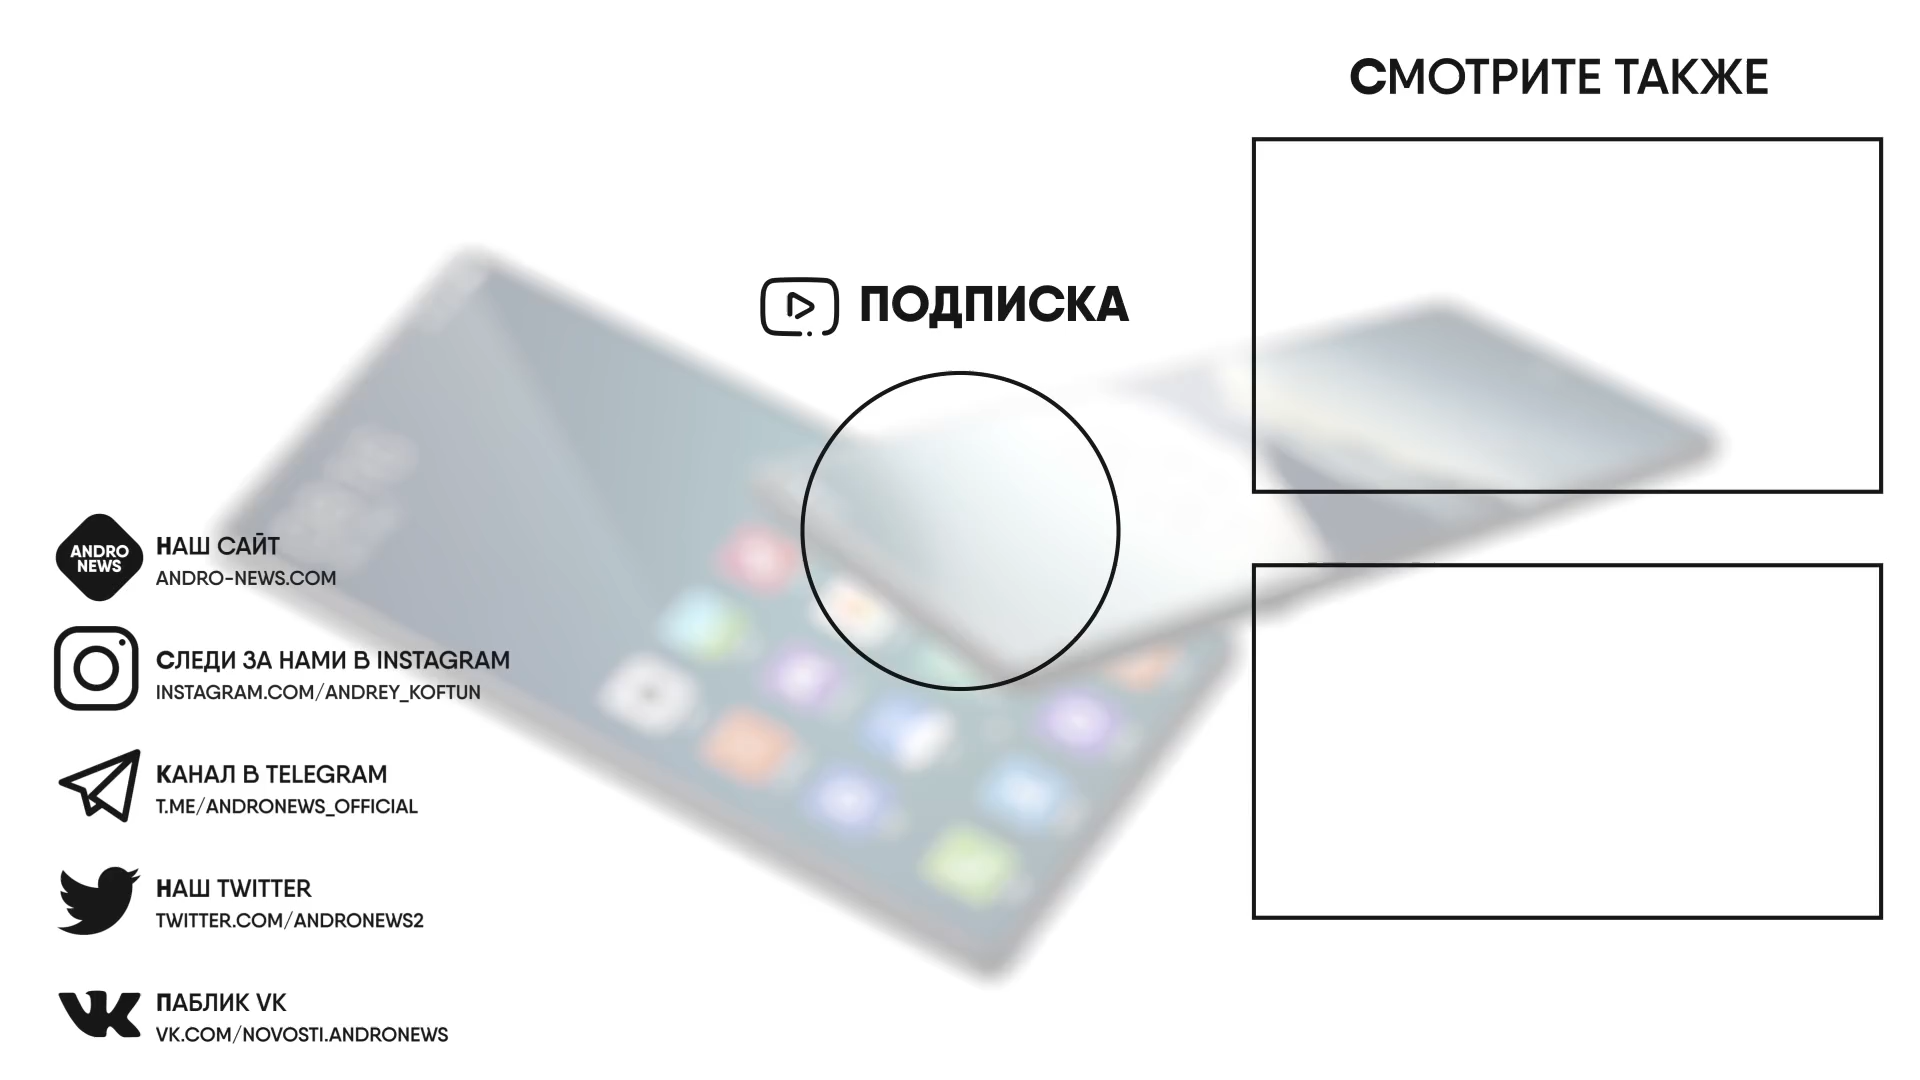 СМОТРИТЕ ТАКЖЕ
ПОДПИСКА
ANDRO
NEWS
НАШ САЙТ
ANDRO-NEWS.COM
СЛЕДИ ЗА НАМИ В INSTAGRAM
INSTAGRAM.COM/ANDREY_KOFTUN
КАНАЛ В TELEGRAM
T.ME/ANDRONEWS_OFFICIAL
НАШ TWITTER
TWITTER.COM/ANDRONEWS2
ПАБЛИК VK
VK.COM/NOVOSTI.ANDRONEWS